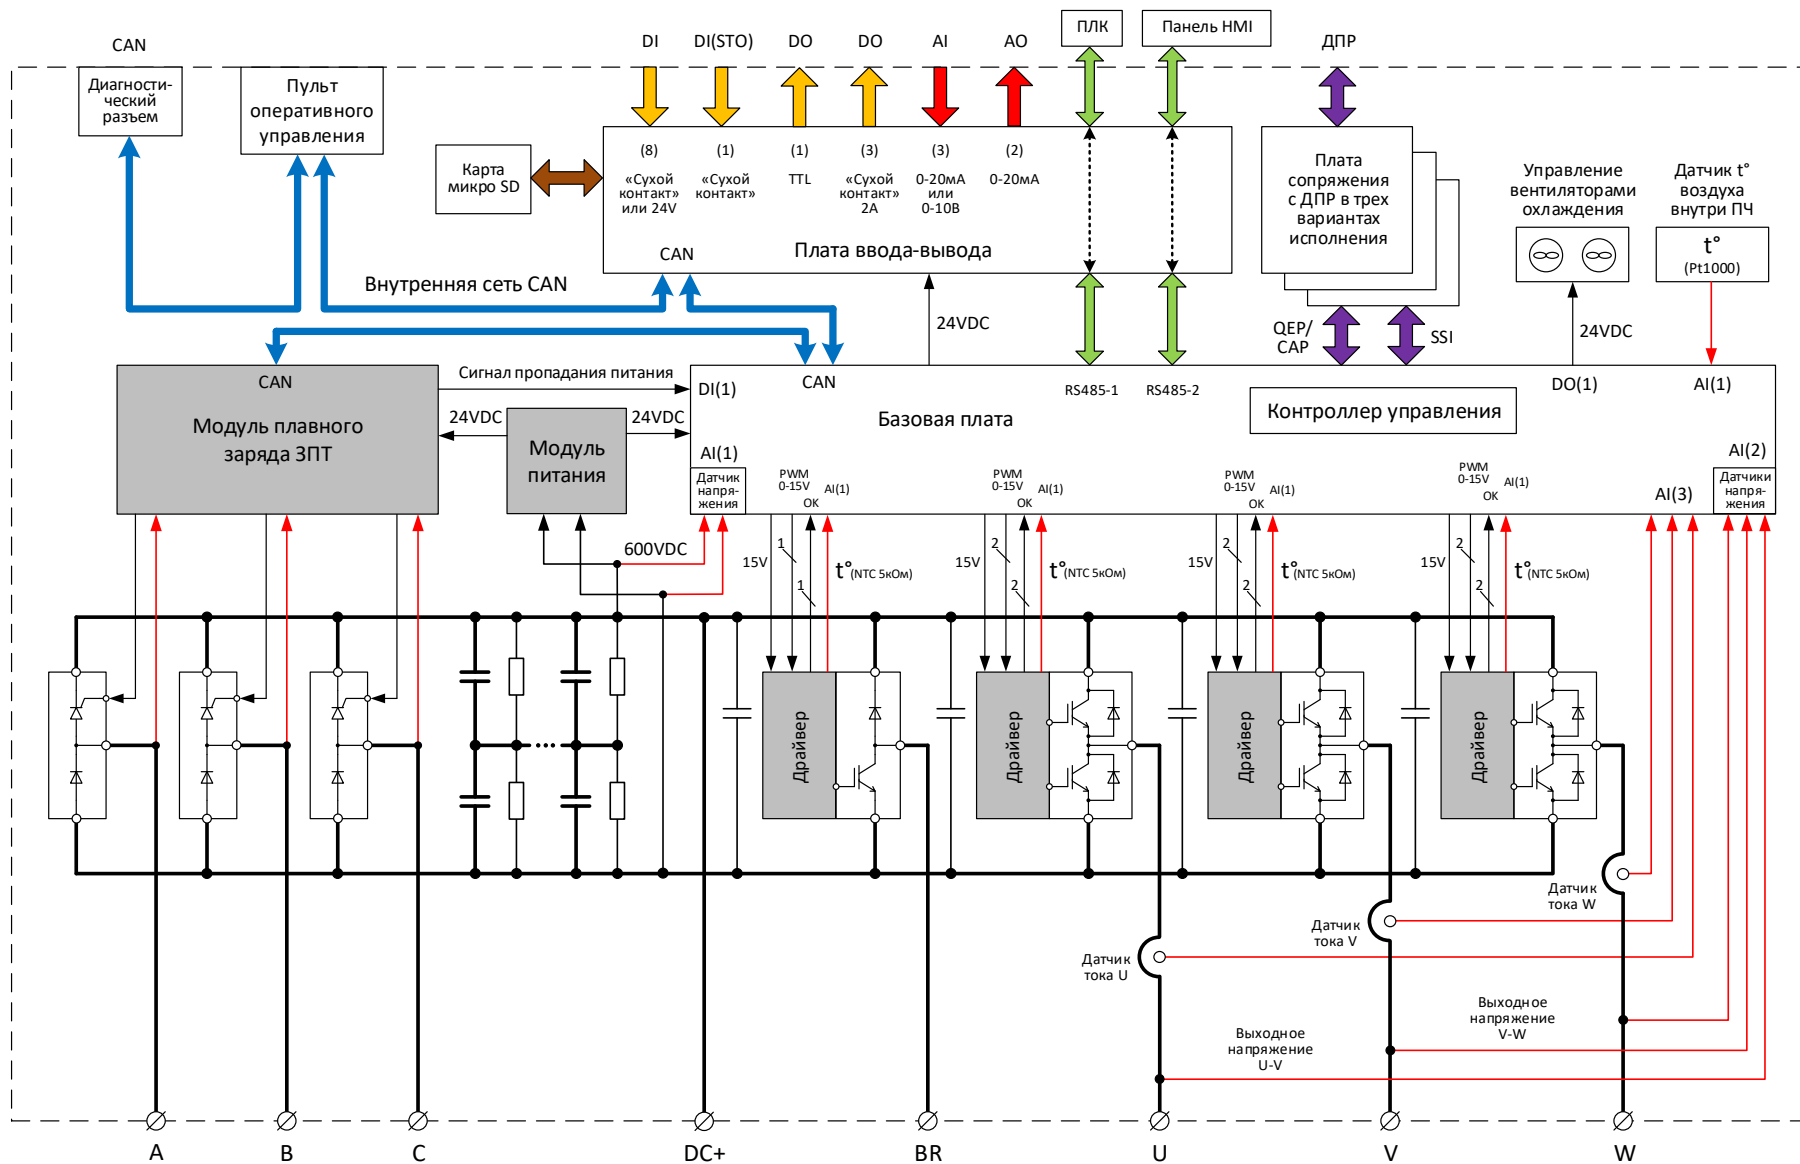 CAN
DI
DI(STO)
DO
DO
AI
AO
ПЛК
Панель HMI
ДПР
Диагности-
ческий
разъем
Пульт
оперативного
управления
Карта
микро SD
(8)
«Сухой
контакт»
или 24V
(1)
«Сухой
контакт»
(1)
TTL
(3)
«Сухой
контакт»
2А
(3)
0-20мА
или
0-10В
(2)
0-20мА
CAN
Плата ввода-вывода
Плата
сопряжения
с ДПР в трех
вариантах
исполнения
Управление
вентиляторами
охлаждения
Датчик t°
воздуха
внутри ПЧ
t°
(Pt1000)
Внутренняя сеть CAN
24VDC
QEP/
CAP
SSI
24VDC
CAN
Модуль плавного
заряда ЗПТ
Сигнал пропадания питания
24VDC
24VDC
Модуль
питания
DI(1)
CAN
RS485-1
RS485-2
DO(1)
AI(1)
Базовая плата
Контроллер управления
AI(1)
Датчик
напря-
жения
PWM
0-15V
OK
AI(1)
PWM
0-15V
OK
AI(1)
PWM
0-15V
OK
AI(1)
PWM
0-15V
OK
AI(1)
AI(3)
AI(2)
Датчики
напря-
жения
600VDC
15V
1
1
t°(NTC 5кОм)
15V
2
2
t°(NTC 5кОм)
15V
2
2
t°(NTC 5кОм)
15V
2
2
t°(NTC 5кОм)
Драйвер
Драйвер
Драйвер
Драйвер
Датчик
тока W
Датчик
тока V
Датчик
тока U
Выходное
напряжение
V-W
Выходное
напряжение
U-V
A
B
C
DC+
BR
U
V
W